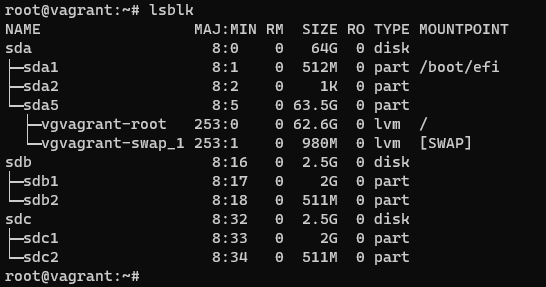 root@vagrant:~# lsblk
NAME                 MAJ:MIN RM  SIZE RO TYPE MOUNTPOINT
sda                    8:0    0   64G  0 disk
├─sda1                 8:1    0  512M  0 part /boot/efi
├─sda2                 8:2    0    1K  0 part
└─sda5                 8:5    0 63.5G  0 part
  ├─vgvagrant-root   253:0    0 62.6G  0 lvm  /
  └─vgvagrant-swap_1 253:1    0  980M  0 lvm  [SWAP]
sdb                    8:16   0  2.5G  0 disk
├─sdb1                 8:17   0    2G  0 part
└─sdb2                 8:18   0  511M  0 part
sdc                    8:32   0  2.5G  0 disk
├─sdc1                 8:33   0    2G  0 part
└─sdc2                 8:34   0  511M  0 part
root@vagrant:~#